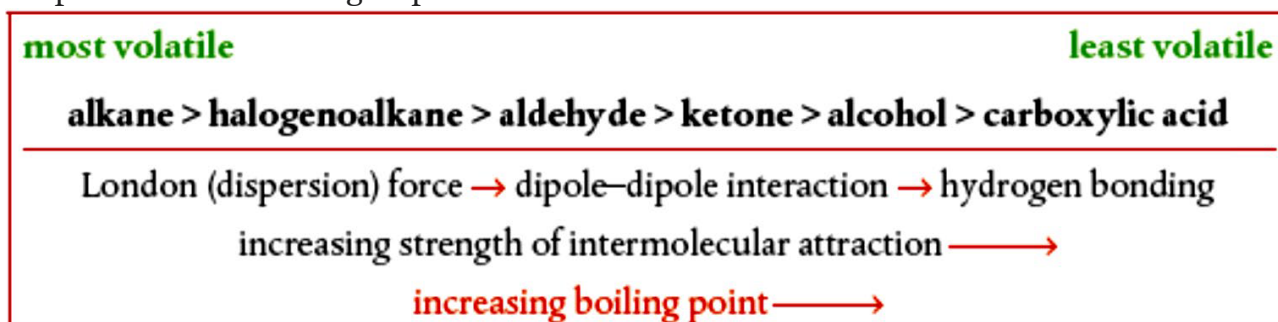 most volatile least volatile
alkane > halogenoalkane > aldehyde > ketone > alcohol > carboxylic acid
London (dispersion) force → dipole–dipole interaction → hydrogen bonding
increasing strength of intermolecular attraction →
increasing boiling point →